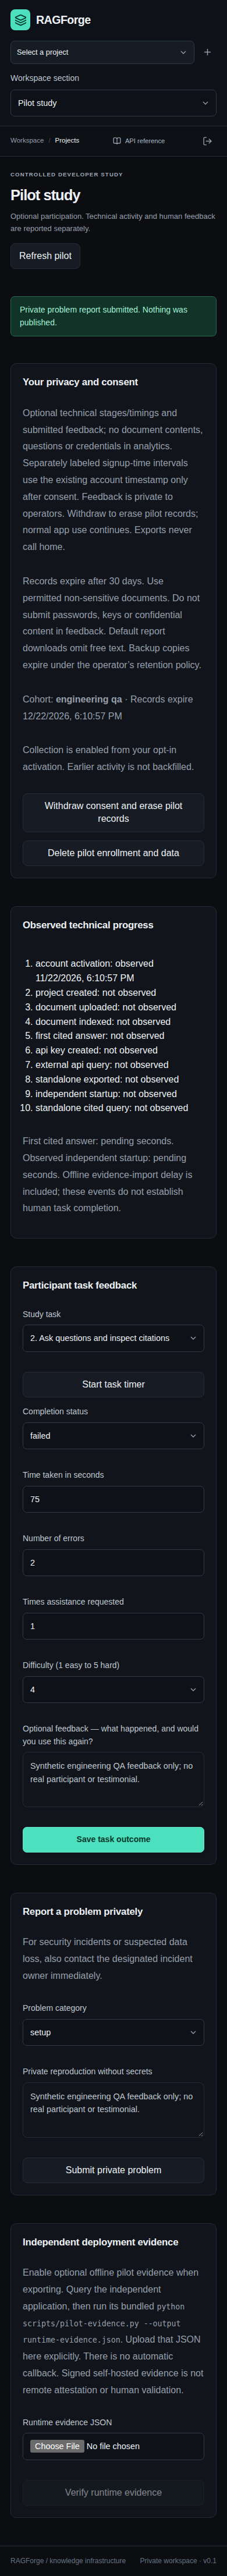 RAGForge
Select a project
Workspace section
Pilot study
Workspace / Projects
API reference
CONTROLLED DEVELOPER STUDY
Pilot study
Optional participation. Technical activity and human feedback
are reported separately.
Refresh pilot
Private problem report submitted. Nothing was
published.
Your privacy and consent
Optional technical stages/timings and
submitted feedback; no document contents,
questions or credentials in analytics.
Separately labeled signup-time intervals
use the existing account timestamp only
after consent. Feedback is private to
operators. Withdraw to erase pilot records;
normal app use continues. Exports never
call home.
Records expire after 30 days. Use
permitted non-sensitive documents. Do not
submit passwords, keys or confidential
content in feedback. Default report
downloads omit free text. Backup copies
expire under the operator's retention policy.
Cohort: engineering qa · Records expire
12/22/2026, 6:10:57 PM
Collection is enabled from your opt-in
activation. Earlier activity is not backfilled.
Withdraw consent and erase pilot
records
Delete pilot enrollment and data
Observed technical progress
1. account activation: observed
11/22/2026, 6:10:57 PM
2. project created: not observed
3. document uploaded: not observed
4. document indexed: not observed
5. first cited answer: not observed
6. api key created: not observed
7. external api query: not observed
8. standalone exported: not observed
9. independent startup: not observed
10. standalone cited query: not observed
First cited answer: pending seconds.
Observed independent startup: pending
seconds. Offline evidence-import delay is
included; these events do not establish
human task completion.
Participant task feedback
Study task
2. Ask questions and inspect citations
Start task timer
Completion status
failed
Time taken in seconds
75
Number of errors
2
Times assistance requested
1
Difficulty (1 easy to 5 hard)
4
Optional feedback — what happened, and would
you use this again?
Synthetic engineering QA feedback only; no
real participant or testimonial.
Save task outcome
Report a problem privately
For security incidents or suspected data
loss, also contact the designated incident
owner immediately.
Problem category
setup
Private reproduction without secrets
Synthetic engineering QA feedback only; no
real participant or testimonial.
Submit private problem
Independent deployment evidence
Enable optional offline pilot evidence when
exporting. Query the independent
application, then run its bundled python
scripts/pilot-evidence.py --output
runtime-evidence.json. Upload that JSON
here explicitly. There is no automatic
callback. Signed self-hosted evidence is not
remote attestation or human validation.
Runtime evidence JSON
Choose File No file chosen
Verify runtime evidence
RAGForge / knowledge infrastructure
Private workspace · v0.1